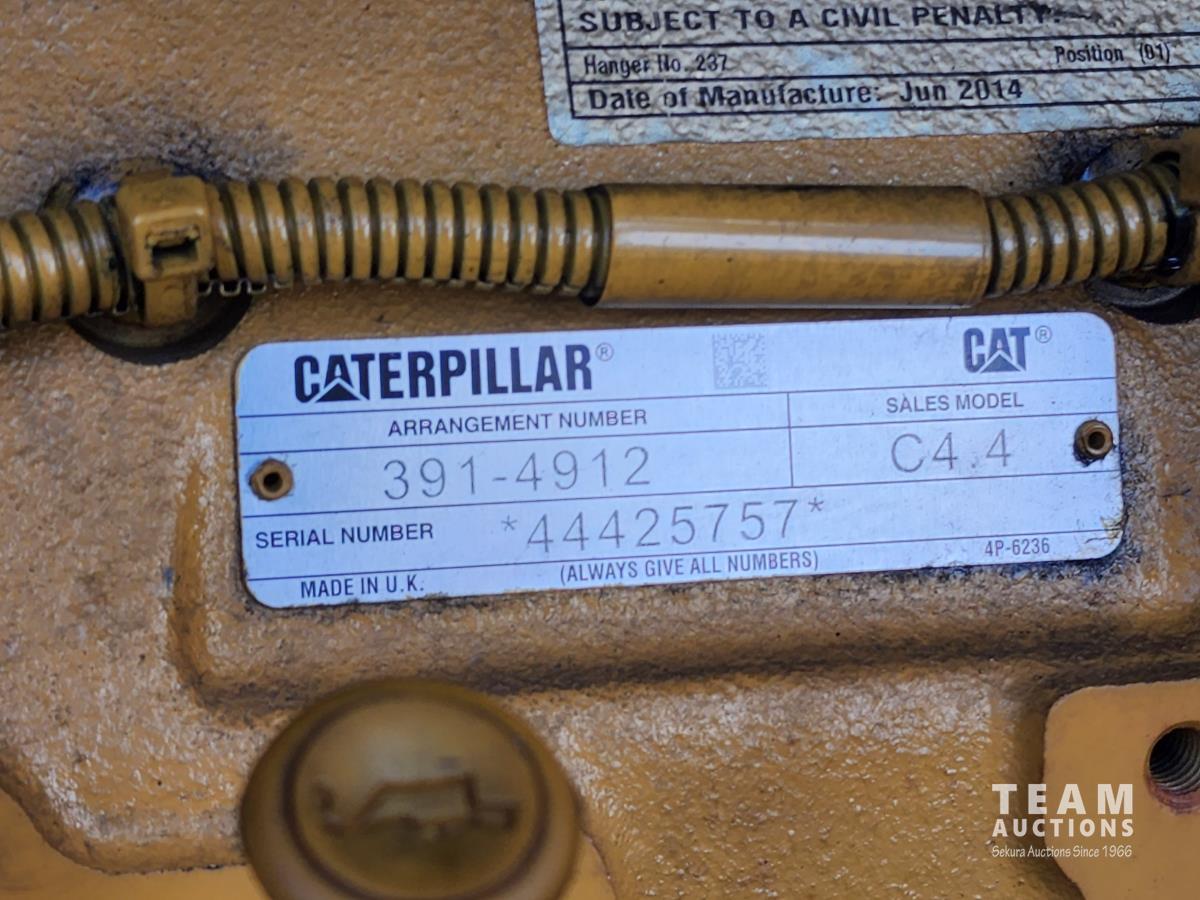 SUBJECT TO A CIVIL PENALTY.
Hanger No. 237 Position (01)
Date of Manufacture: Jun 2014
CATERPILLAR® CAT®
ARRANGEMENT NUMBER SALES MODEL
391-4912 C4.4
SERIAL NUMBER *44425757*
MADE IN U.K. (ALWAYS GIVE ALL NUMBERS) 4P-6236
TEAM
AUCTIONS
Sekura Auctions Since 1966